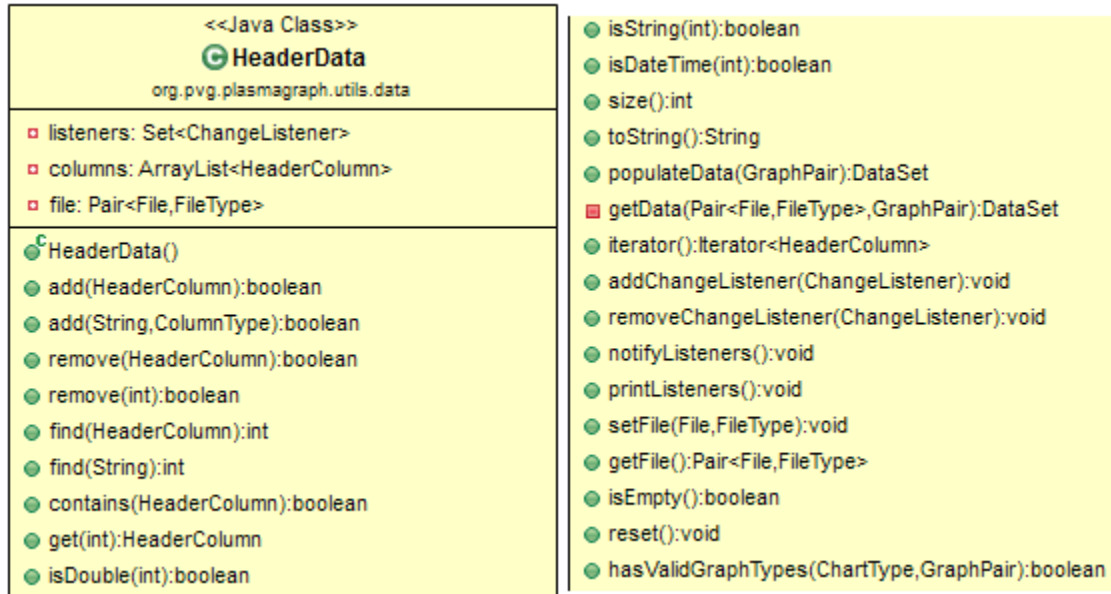 <<Java Class>>
HeaderData
org.pvg.plasmagraph.utils.data
listeners: Set<ChangeListener>
columns: ArrayList<HeaderColumn>
file: Pair<File,FileType>
HeaderData()
add(HeaderColumn):boolean
add(String,ColumnType):boolean
remove(HeaderColumn):boolean
remove(int):boolean
find(HeaderColumn):int
find(String):int
contains(HeaderColumn):boolean
get(int):HeaderColumn
isDouble(int):boolean
isString(int):boolean
isDateTime(int):boolean
size():int
toString():String
populateData(GraphPair):DataSet
getData(Pair<File,FileType>,GraphPair):DataSet
iterator():Iterator<HeaderColumn>
addChangeListener(ChangeListener):void
removeChangeListener(ChangeListener):void
notifyListeners():void
printListeners():void
setFile(File,FileType):void
getFile():Pair<File,FileType>
isEmpty():boolean
reset():void
hasValidGraphTypes(ChartType,GraphPair):boolean